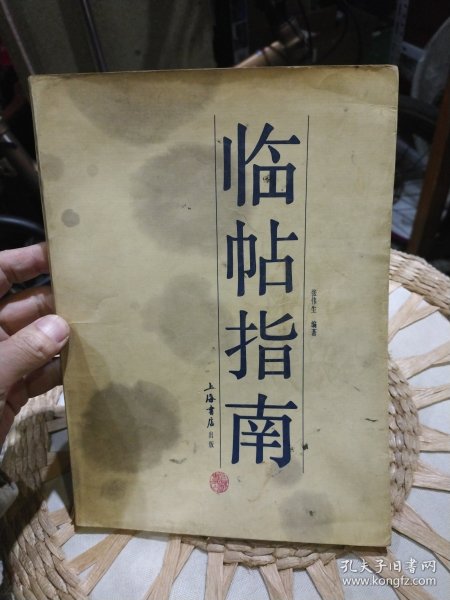 临帖指南
张伟生 编著
上海书店出版
孔夫子旧书网
www.kongfz.com